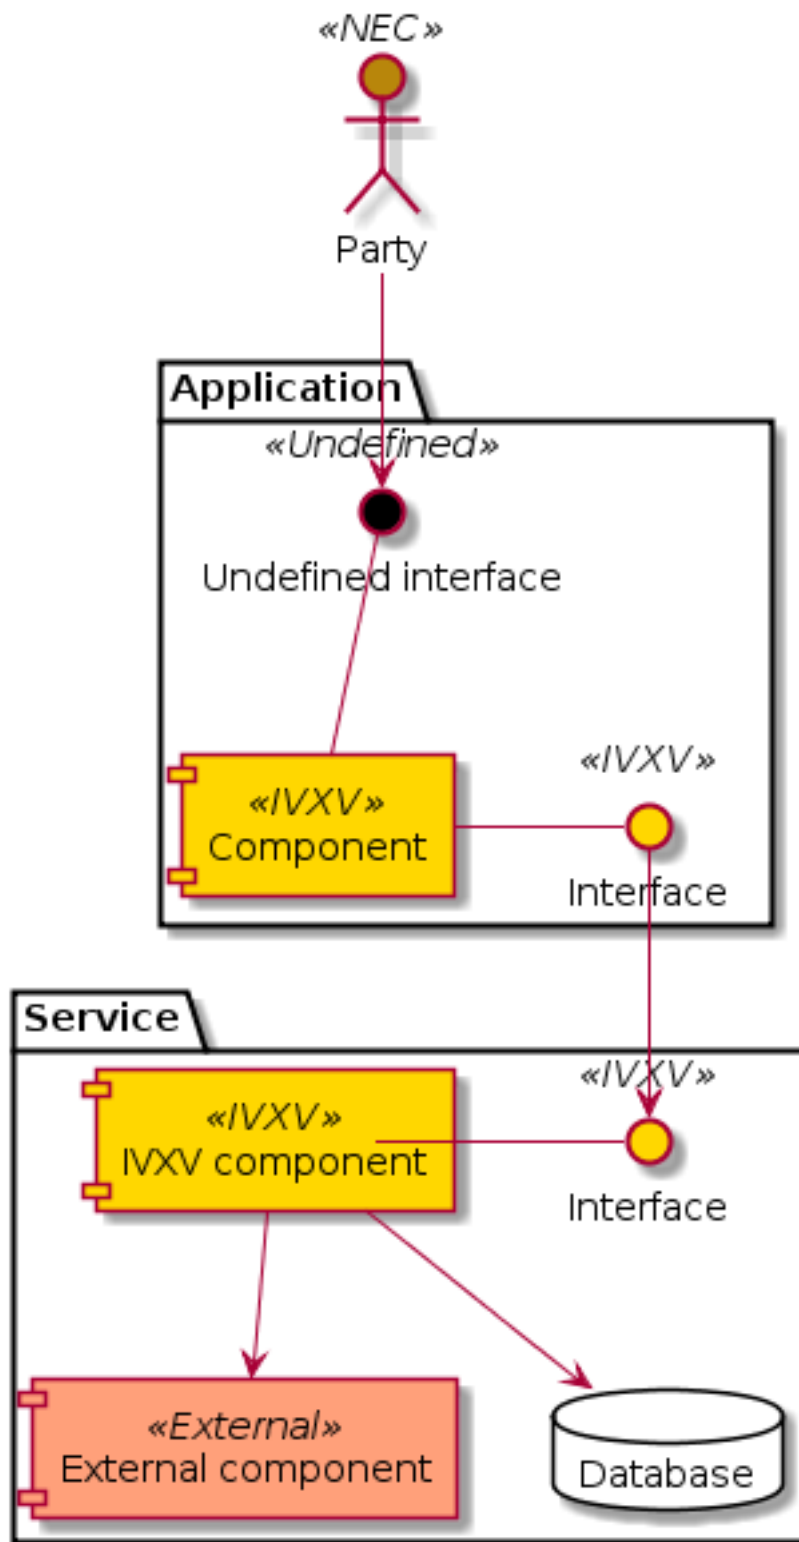 «NEC»
Party
Application
«Undefined»
Undefined interface
«IVXV»
Component
«IVXV»
Interface
Service
«IVXV»
IVXV component
«IVXV»
Interface
«External»
External component
Database